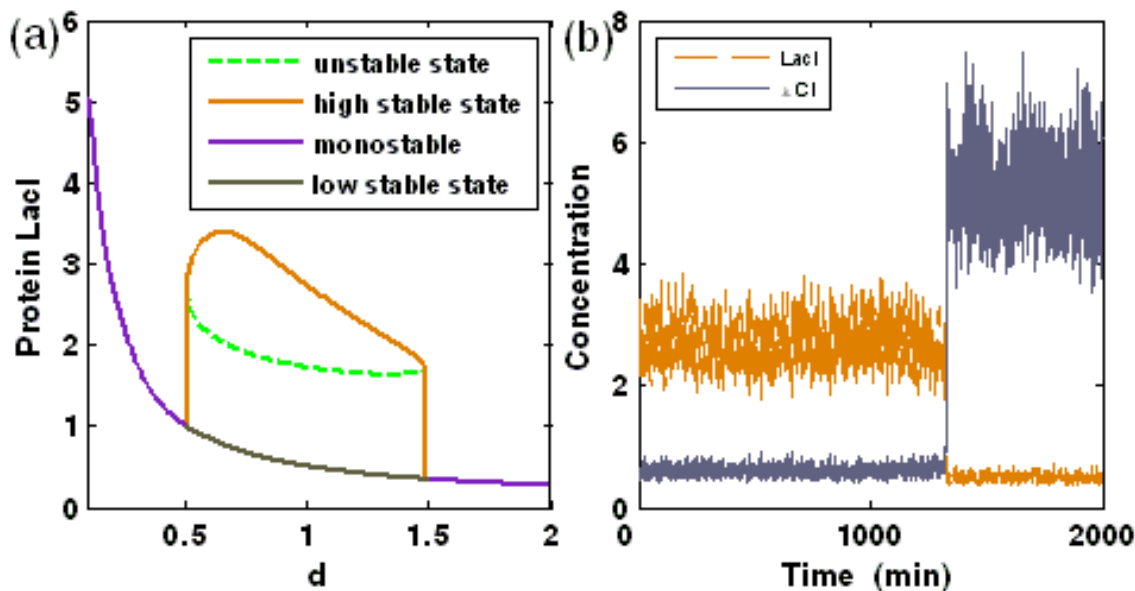 (a)
6
5
4
3
2
1
0
Protein LacI
unstable state
high stable state
monostable
low stable state
0.5
1
1.5
2
d
(b)
8
6
4
2
0
Concentration
LacI
CI
0
1000
2000
Time (min)